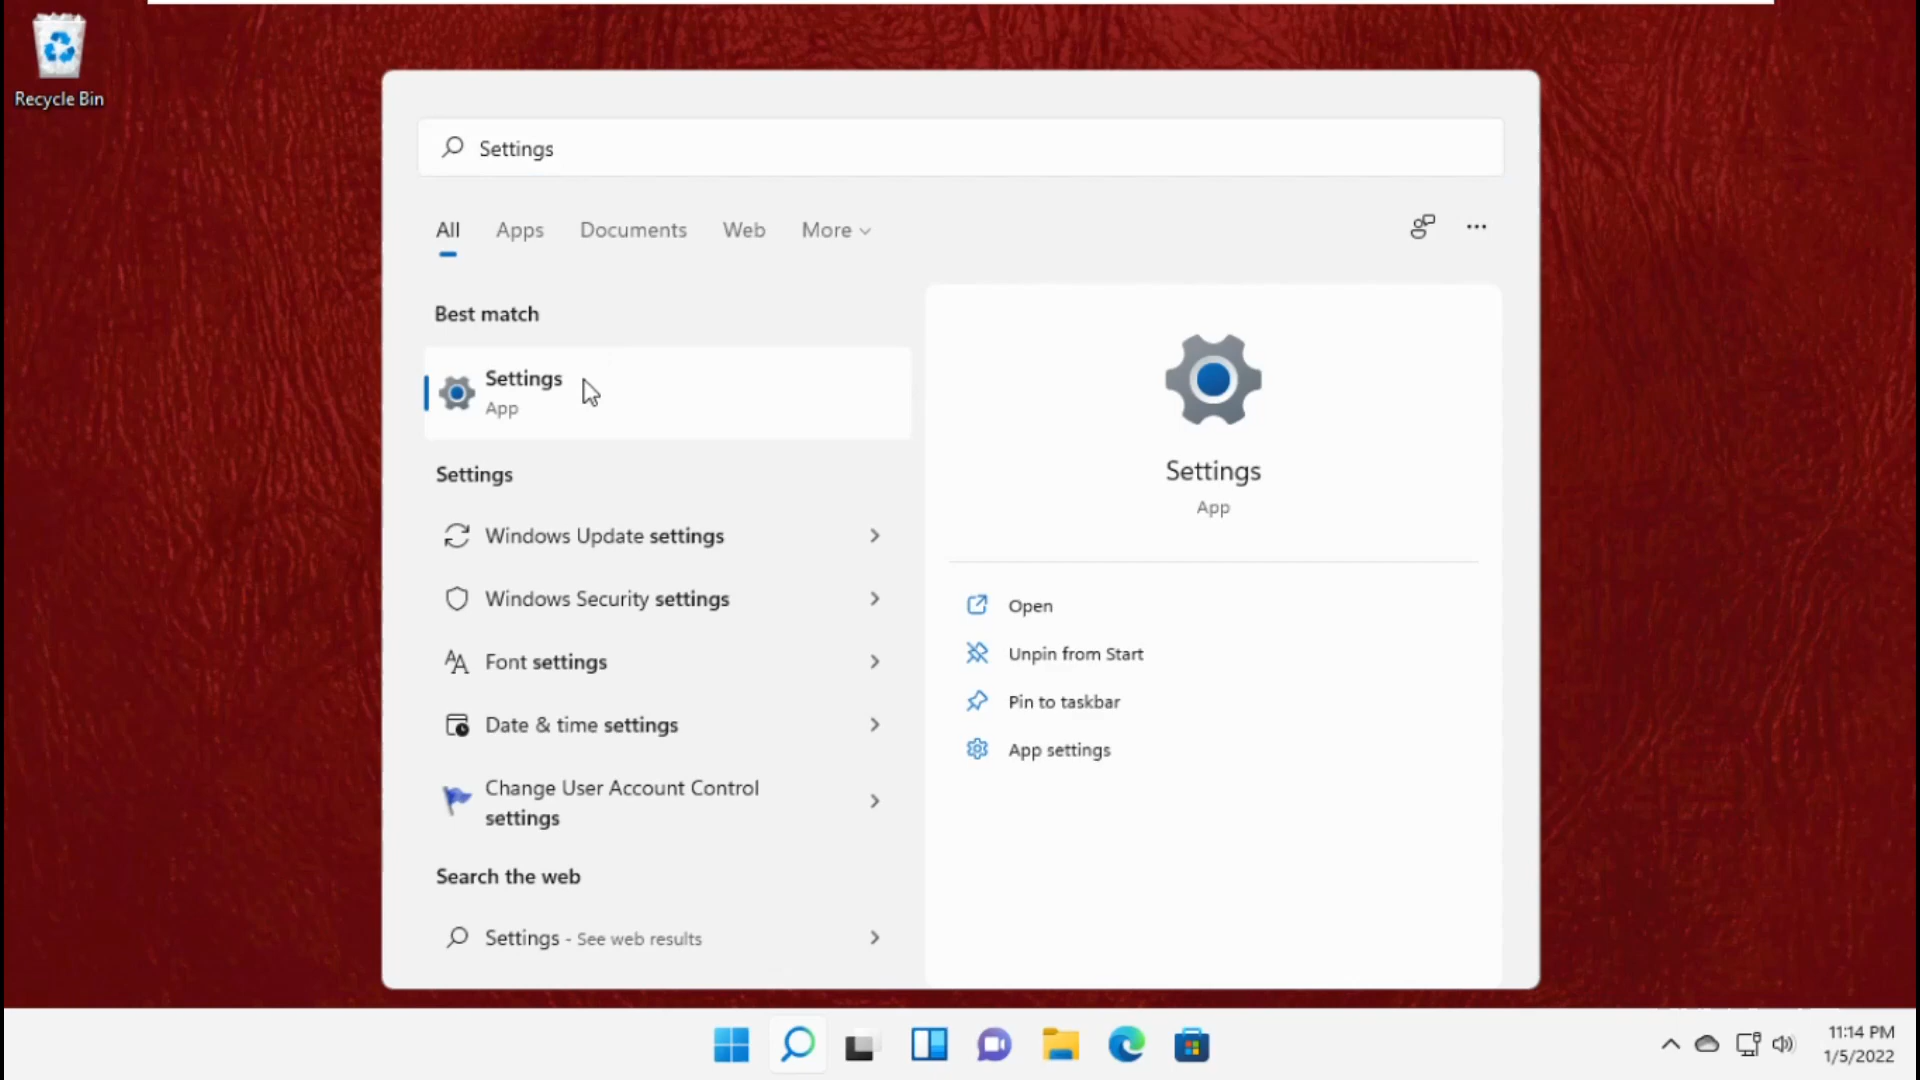 Recycle Bin
Settings
All Apps Documents Web More
Best match
Settings
App
Settings
Windows Update settings
Windows Security settings
Font settings
Date & time settings
Change User Account Control
settings
Search the web
Settings - See web results
Settings
App
Open
Unpin from Start
Pin to taskbar
App settings
11:14 PM
1/5/2022